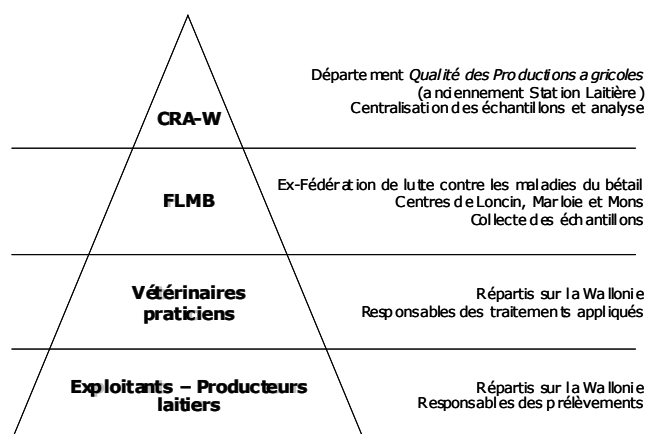 Département Qualité des Productions agricoles
(anciennement Station Laitière)
Centralisation des échantillons et analyse
CRA-W
Ex-Fédération de lutte contre les maladies du bétail
FLMB
Centres de Loncin, Marloie et Mons
Collecte des échantillons
Vétérinaires
praticiens
Répartis sur la Wallonie
Responsables des traitements appliqués
Exploitants – Producteurs
laitiers
Répartis sur la Wallonie
Responsables des prélèvements